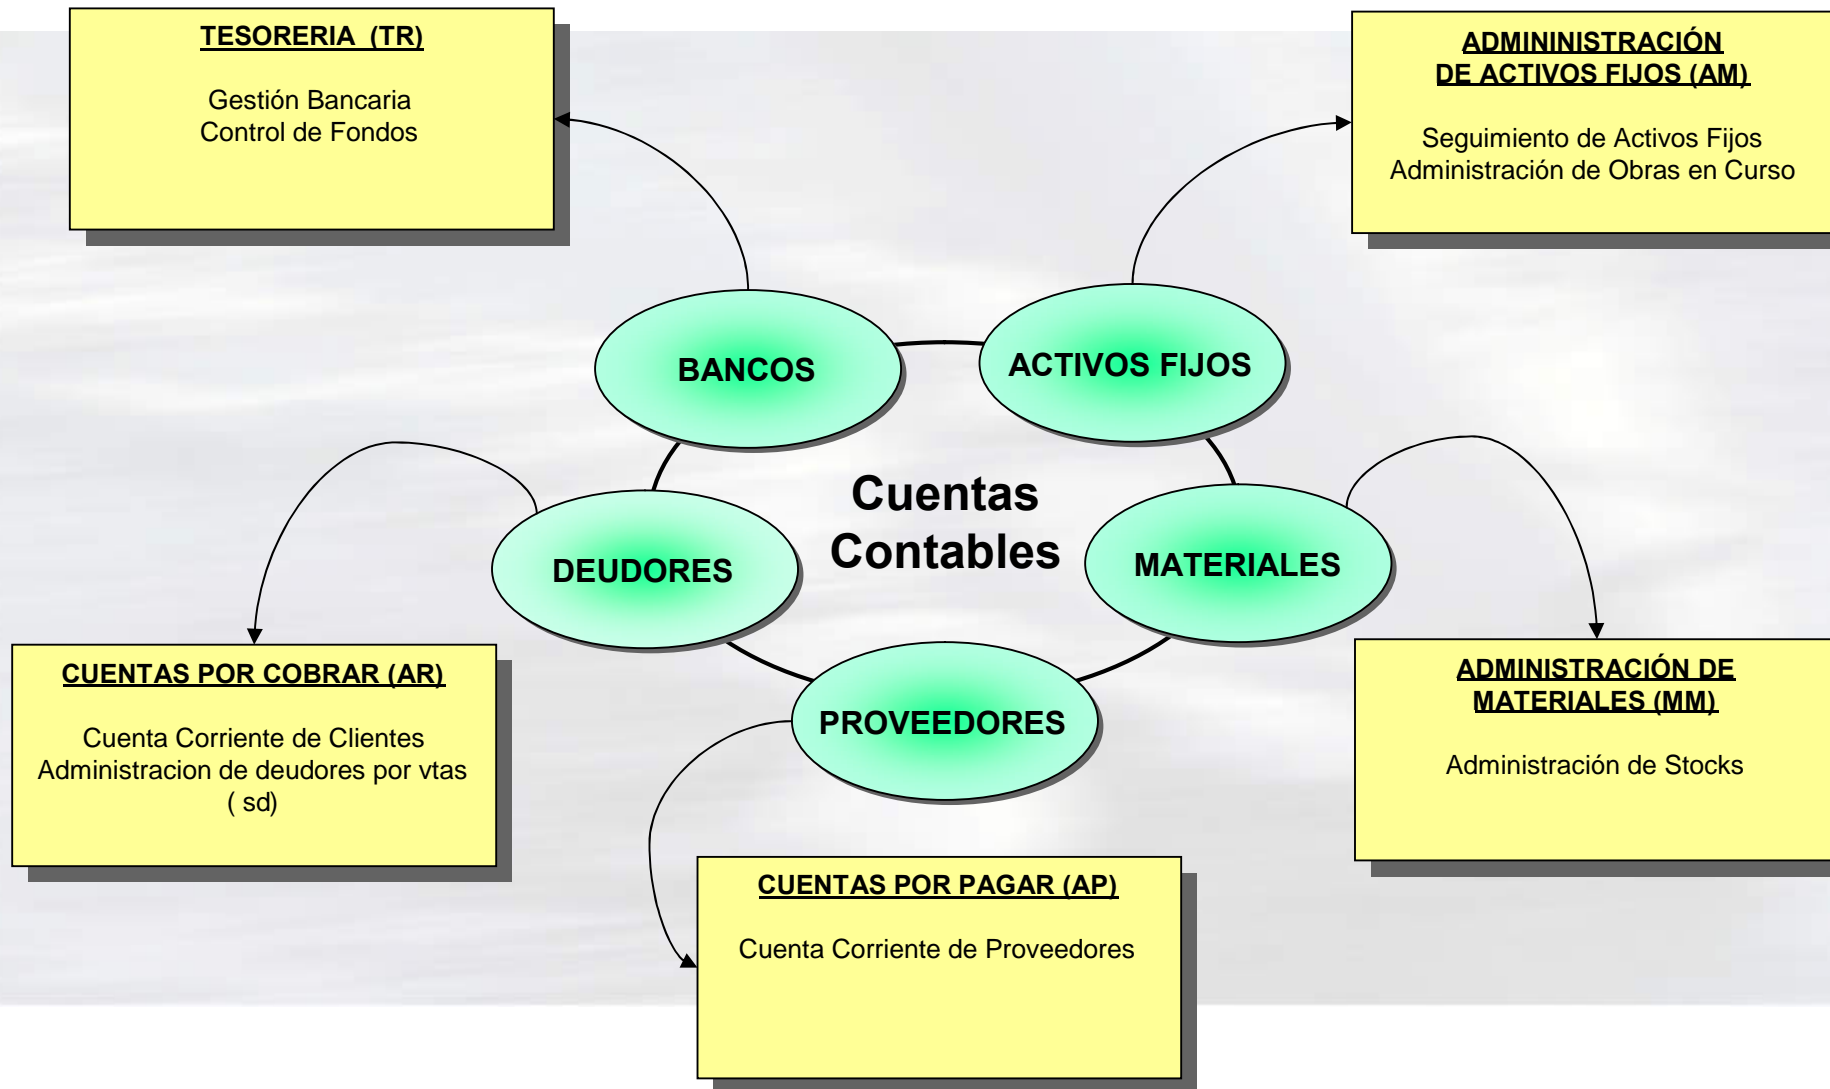 TESORERIA (TR)
Gestión Bancaria
Control de Fondos
ADMININISTRACIÓN
DE ACTIVOS FIJOS (AM)
Seguimiento de Activos Fijos
Administración de Obras en Curso
BANCOS
ACTIVOS FIJOS
Cuentas
Contables
DEUDORES
MATERIALES
PROVEEDORES
CUENTAS POR COBRAR (AR)
Cuenta Corriente de Clientes
Administracion de deudores por vtas
( sd)
ADMINISTRACIÓN DE
MATERIALES (MM)
Administración de Stocks
CUENTAS POR PAGAR (AP)
Cuenta Corriente de Proveedores